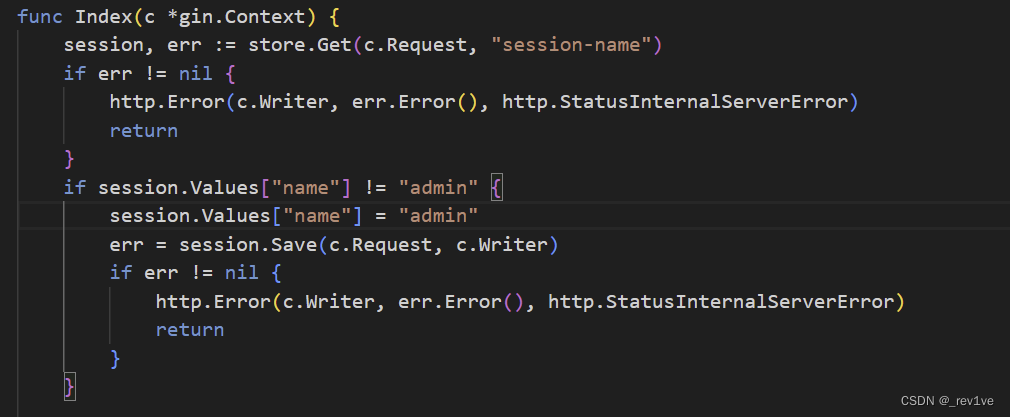 func Index(c *gin.Context) {
    session, err := store.Get(c.Request, "session-name")
    if err != nil {
        http.Error(c.Writer, err.Error(), http.StatusInternalServerError)
        return
    }
    if session.Values["name"] != "admin" {
        session.Values["name"] = "admin"
        err = session.Save(c.Request, c.Writer)
        if err != nil {
            http.Error(c.Writer, err.Error(), http.StatusInternalServerError)
            return
        }
    }
CSDN @_rev1ve